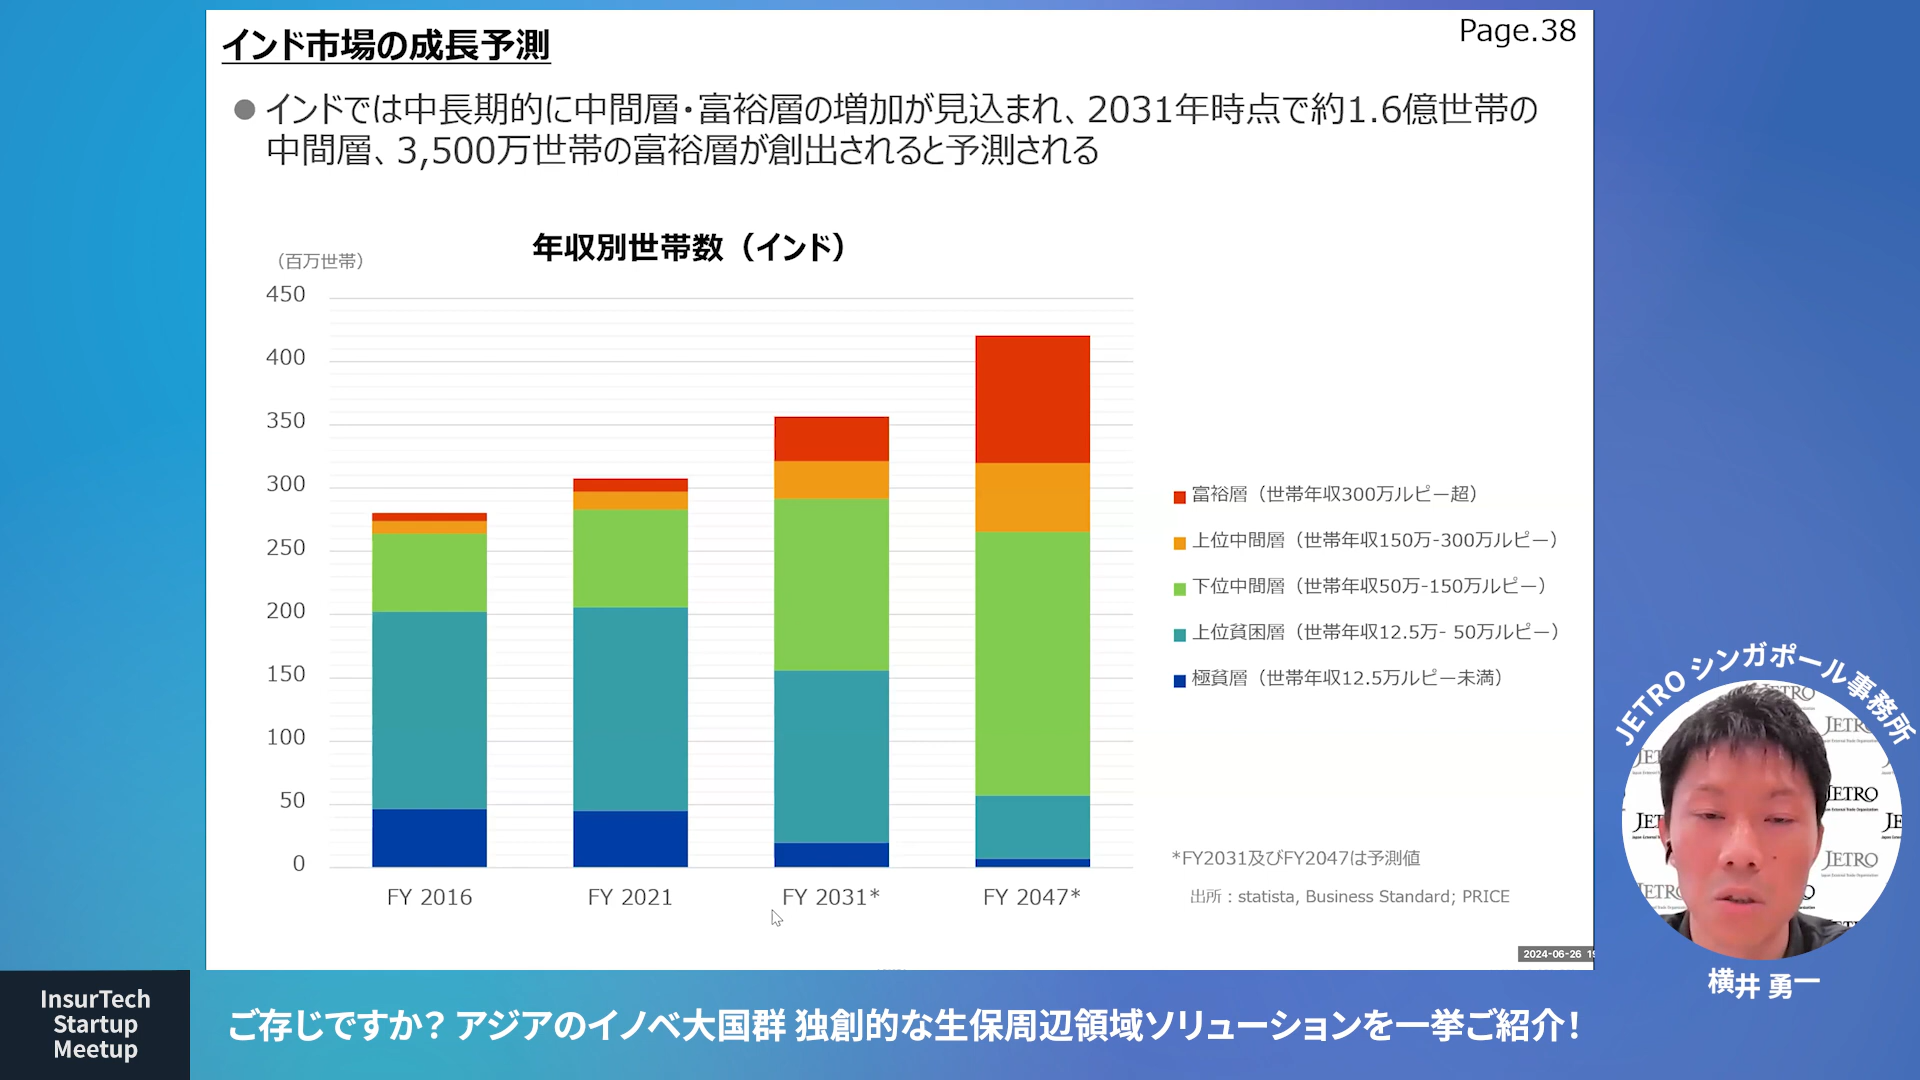 インド市場の成長予測
Page.38
● インドでは中長期的に中間層・富裕層の増加が見込まれ、2031年時点で約1.6億世帯の
中間層、3,500万世帯の富裕層が創出されると予測される
年収別世帯数（インド）
（百万世帯）
450
400
350
300
250
200
150
100
50
0
FY 2016
FY 2021
FY 2031*
FY 2047*
富裕層（世帯年収300万ルピー超）
上位中間層（世帯年収150万-300万ルピー）
下位中間層（世帯年収50万-150万ルピー）
上位貧困層（世帯年収12.5万- 50万ルピー）
極貧層（世帯年収12.5万ルピー未満）
*FY2031及びFY2047は予測値
出所：statista, Business Standard; PRICE
2024-06-26
JETRO シンガポール事務所
JETRO
JETRO
横井 勇一
InsurTech
Startup
Meetup
ご存じですか？ アジアのイノベ大国群 独創的な生保周辺領域ソリューションを一挙ご紹介！